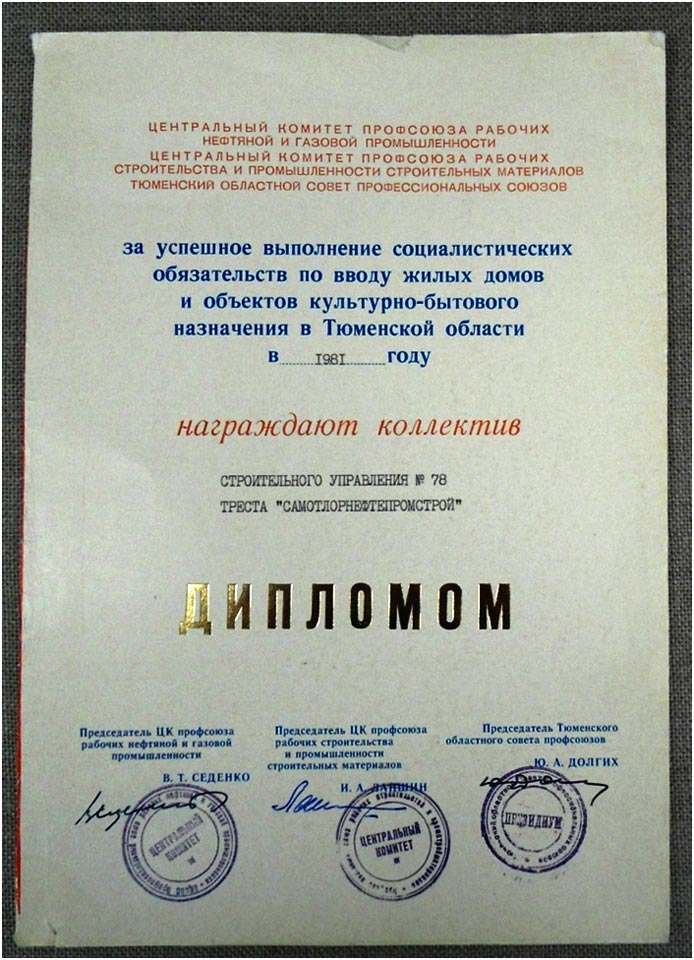 ЦЕНТРАЛЬНЫЙ КОМИТЕТ ПРОФСОЮЗА РАБОЧИХ
НЕФТЯНОЙ И ГАЗОВОЙ ПРОМЫШЛЕННОСТИ
ЦЕНТРАЛЬНЫЙ КОМИТЕТ ПРОФСОЮЗА РАБОЧИХ
СТРОИТЕЛЬСТВА И ПРОМЫШЛЕННОСТИ СТРОИТЕЛЬНЫХ МАТЕРИАЛОВ
ТЮМЕНСКИЙ ОБЛАСТНОЙ СОВЕТ ПРОФЕССИОНАЛЬНЫХ СОЮЗОВ
за успешное выполнение социалистических
обязательств по вводу жилых домов
и объектов культурно-бытового
назначения в Тюменской области
в 1981 году
награждают коллектив
СТРОИТЕЛЬНОГО УПРАВЛЕНИЯ № 78
ТРЕСТА "САМОТЛОРНЕФТЕПРОМСТРОЙ"
ДИПЛОМОМ
Председатель ЦК профсоюза
рабочих нефтяной и газовой
промышленности
В. Т. СЕДЕНКО
Председатель ЦК профсоюза
рабочих строительства
и промышленности
строительных материалов
И. А. ЛАНШИН
Председатель Тюменского
областного совета профсоюзов
Ю. А. ДОЛГИХ
ЦЕНТРАЛЬНЫЙ
КОМИТЕТ
ЦЕНТРАЛЬНЫЙ
КОМИТЕТ
ПРЕЗИДИУМ